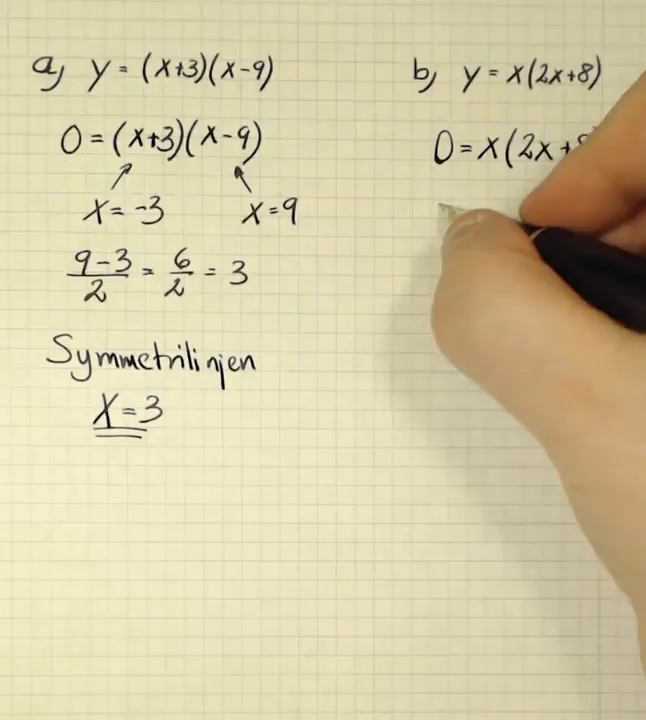 a) y = (x+3)(x-9)
0 = (x+3)(x-9)
x = -3 x = 9
9-3/2 = 6/2 = 3
Symmetrilinjen
x = 3
b) y = x(2x+8)
0 = x(2x+8